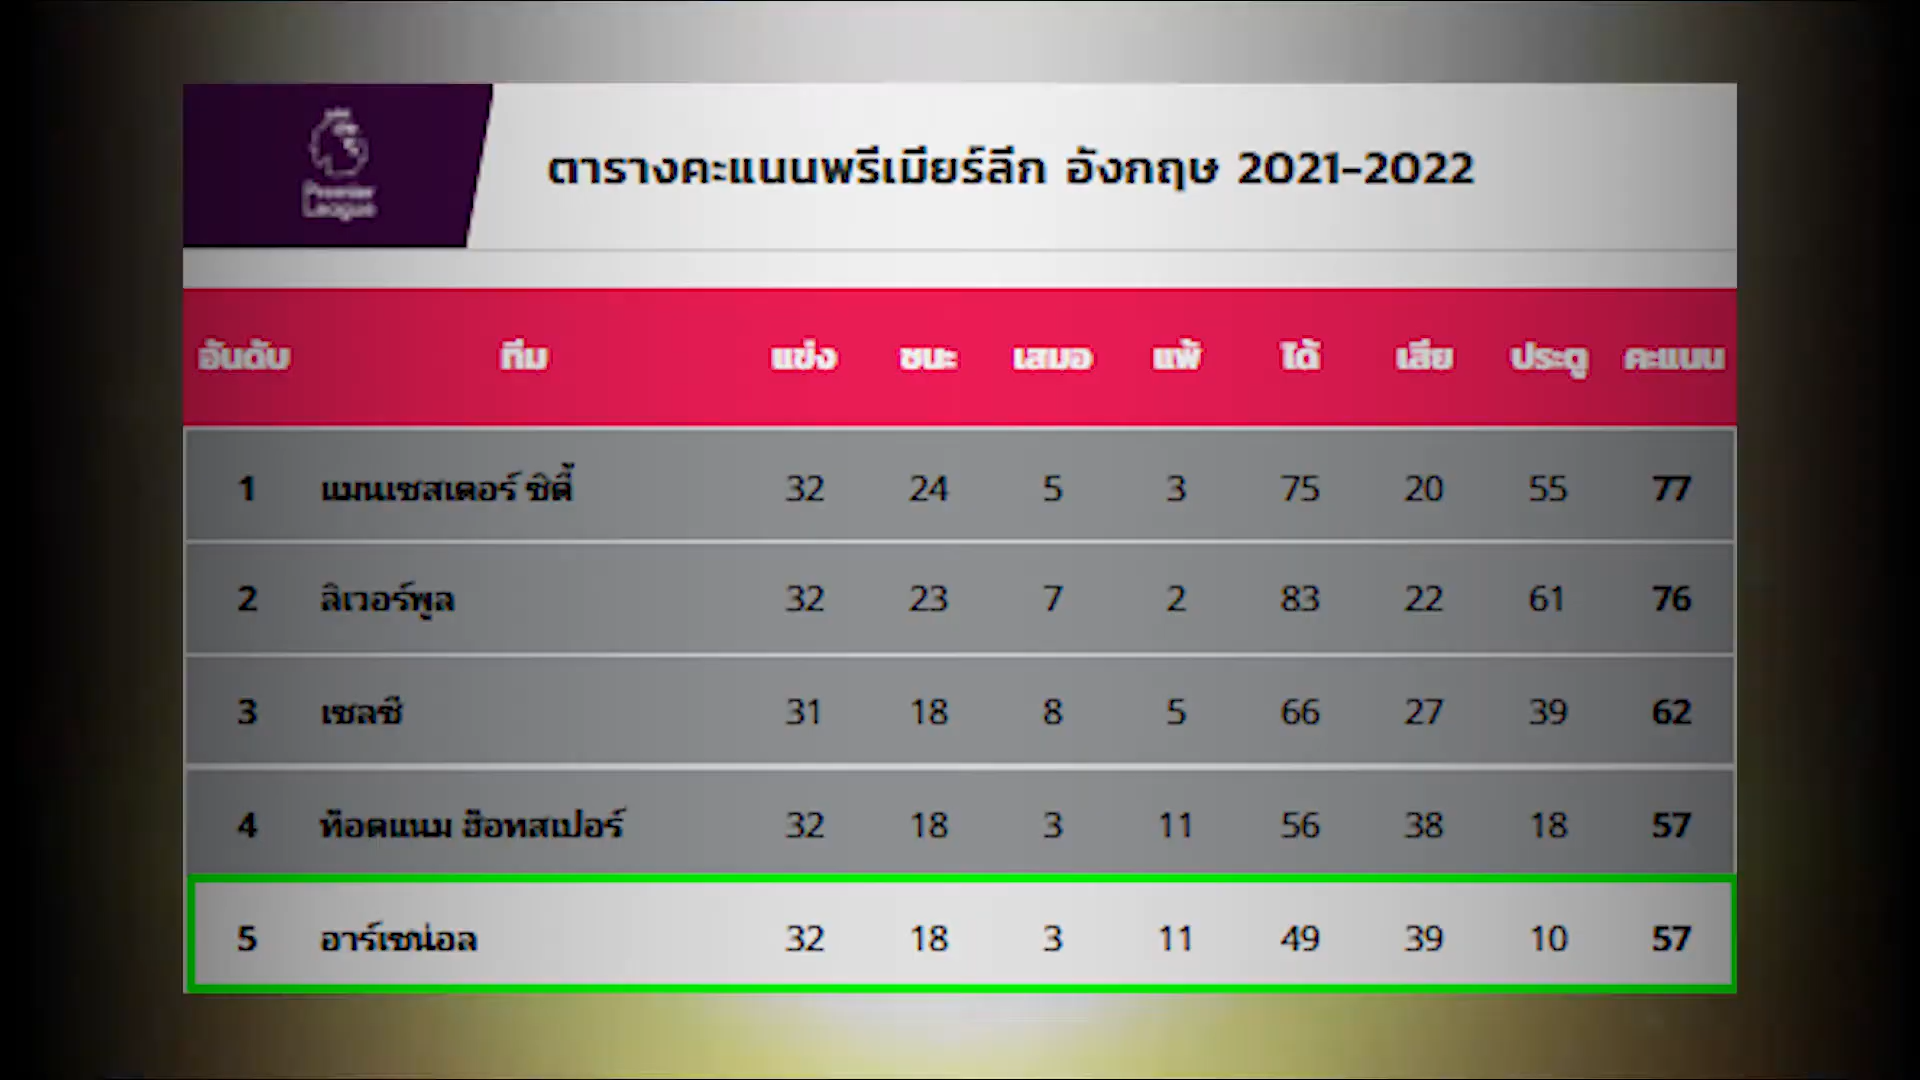 Premier
League
ตารางคะแนนพรีเมียร์ลีก อังกฤษ 2021-2022
อันดับ ทีม แข่ง ชนะ เสมอ แพ้ ได้ เสีย ประตู คะแนน
1 แมนเชสเตอร์ ซิตี้ 32 24 5 3 75 20 55 77
2 ลิเวอร์พูล 32 23 7 2 83 22 61 76
3 เชลซี 31 18 8 5 66 27 39 62
4 ท็อตแนม ฮ็อทสเปอร์ 32 18 3 11 56 38 18 57
5 อาร์เซน่อล 32 18 3 11 49 39 10 57